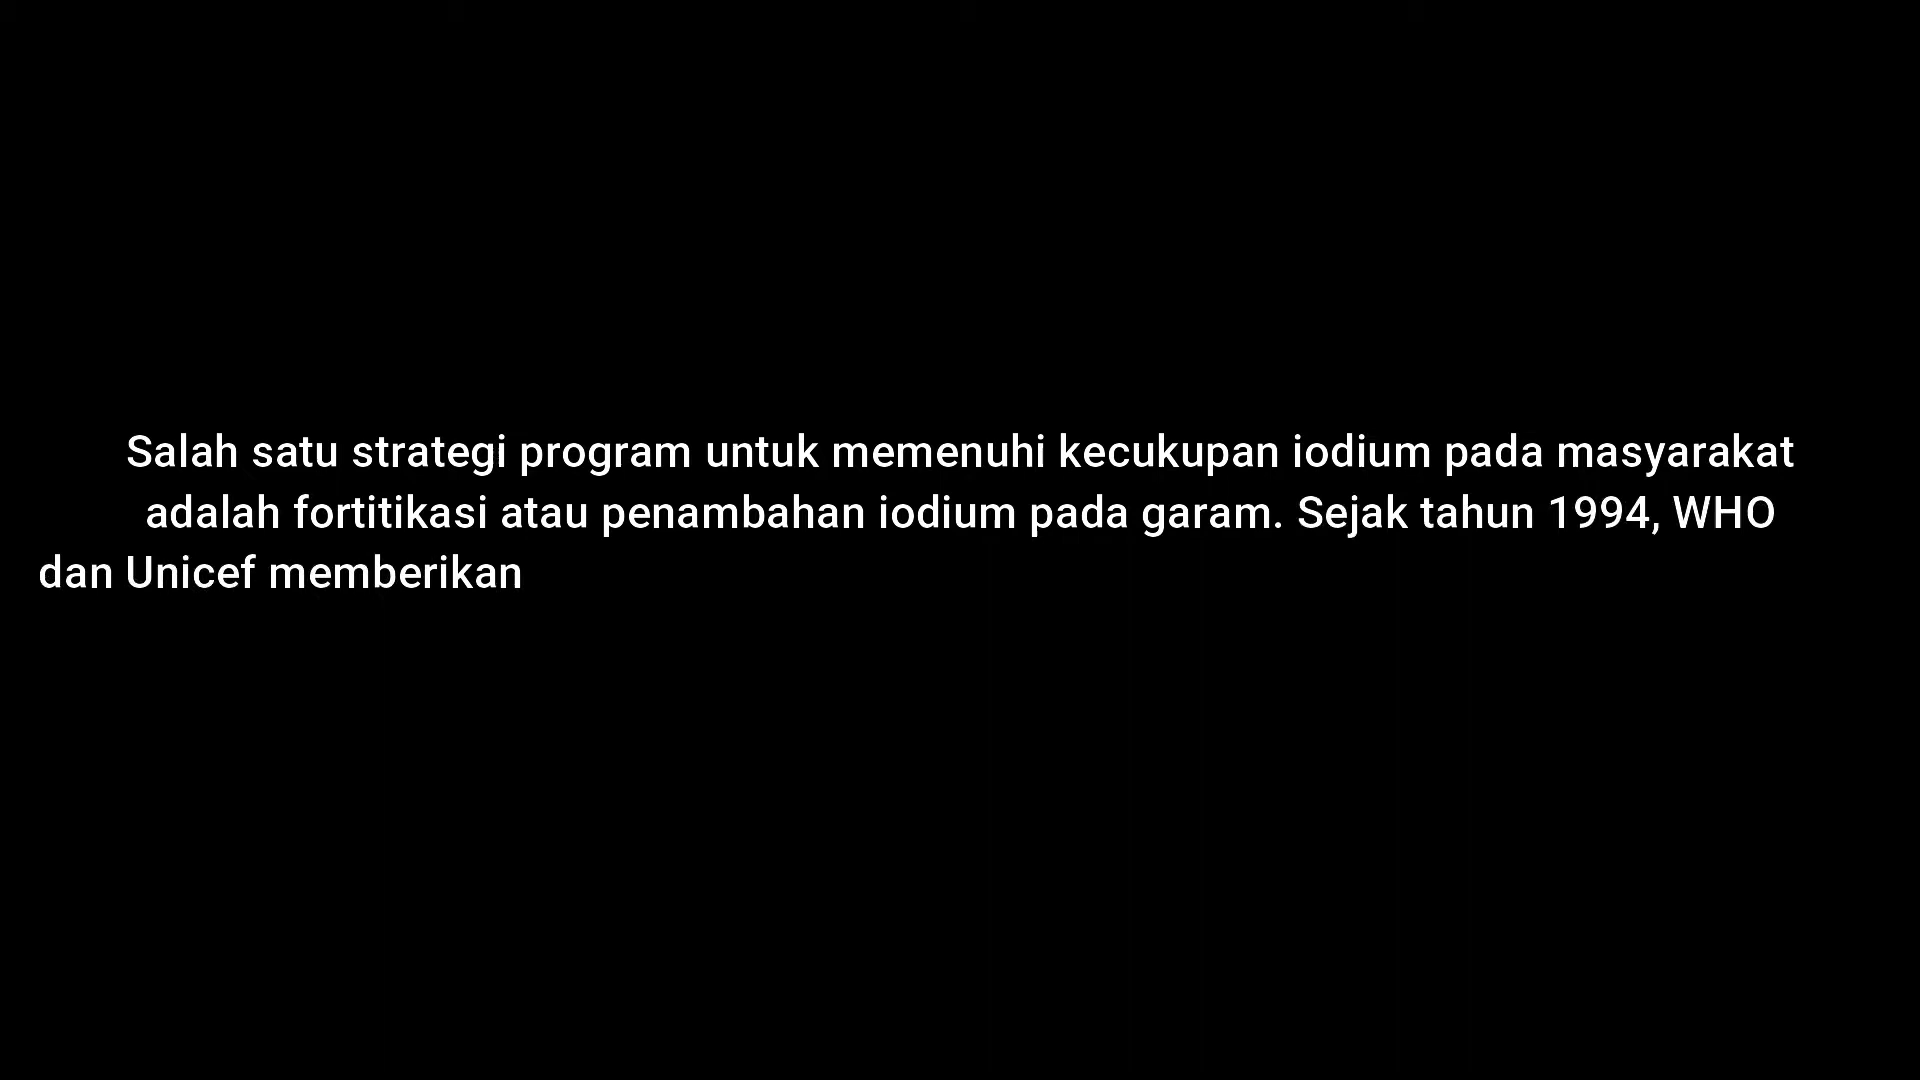 Salah satu strategi program untuk memenuhi kecukupan iodium pada masyarakat
adalah fortitikasi atau penambahan iodium pada garam. Sejak tahun 1994, WHO
dan Unicef memberikan